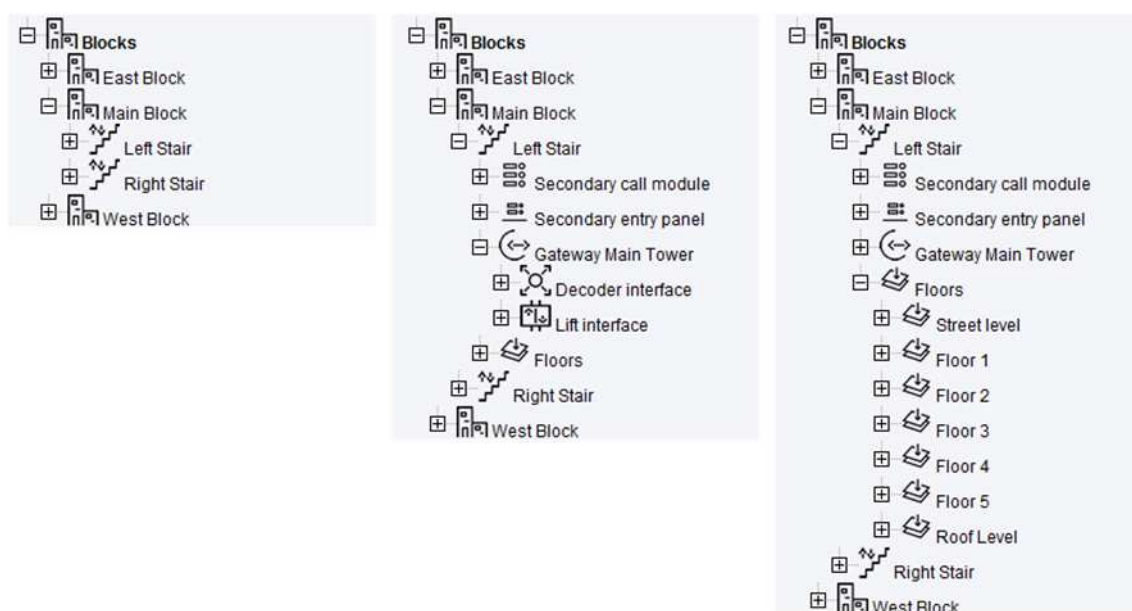 Blocks
East Block
Main Block
Left Stair
Right Stair
West Block
Blocks
East Block
Main Block
Left Stair
Secondary call module
Secondary entry panel
Gateway Main Tower
Decoder interface
Lift interface
Floors
Right Stair
West Block
Blocks
East Block
Main Block
Left Stair
Secondary call module
Secondary entry panel
Gateway Main Tower
Floors
Street level
Floor 1
Floor 2
Floor 3
Floor 4
Floor 5
Roof Level
Right Stair
West Block